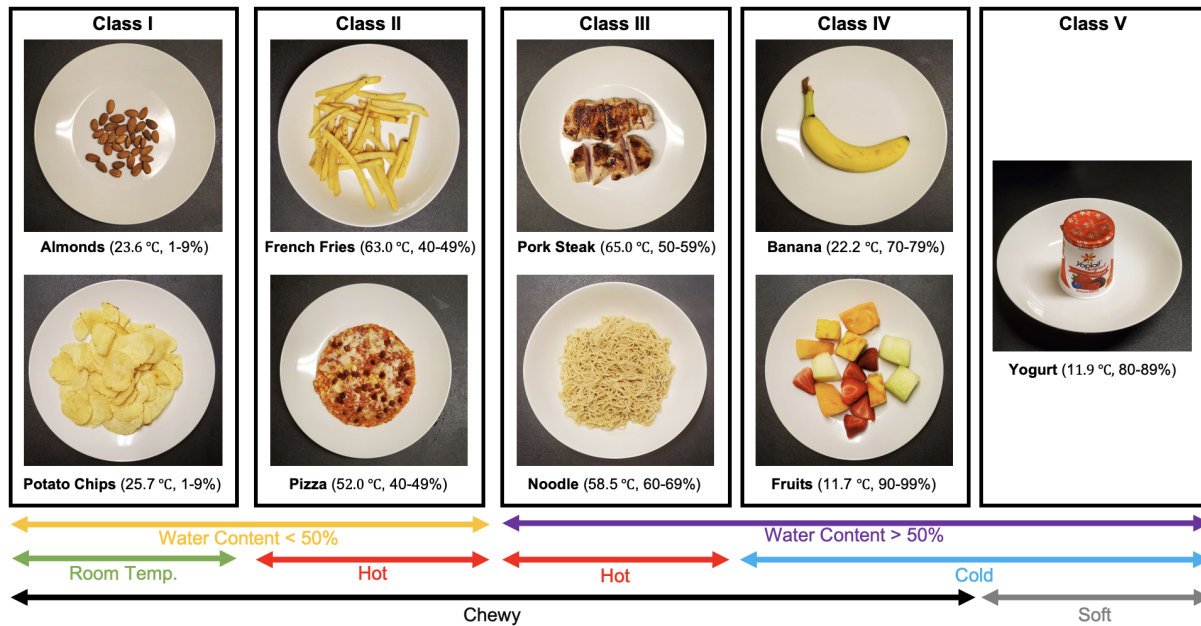 Class I
Class II
Class III
Class IV
Class V
Almonds (23.6 ℃, 1-9%)
French Fries (63.0 ℃, 40-49%)
Pork Steak (65.0 ℃, 50-59%)
Banana (22.2 ℃, 70-79%)
Yoplait
Yogurt (11.9 ℃, 80-89%)
Potato Chips (25.7 ℃, 1-9%)
Pizza (52.0 ℃, 40-49%)
Noodle (58.5 ℃, 60-69%)
Fruits (11.7 ℃, 90-99%)
Water Content < 50%
Water Content > 50%
Room Temp.
Hot
Hot
Cold
Chewy
Soft